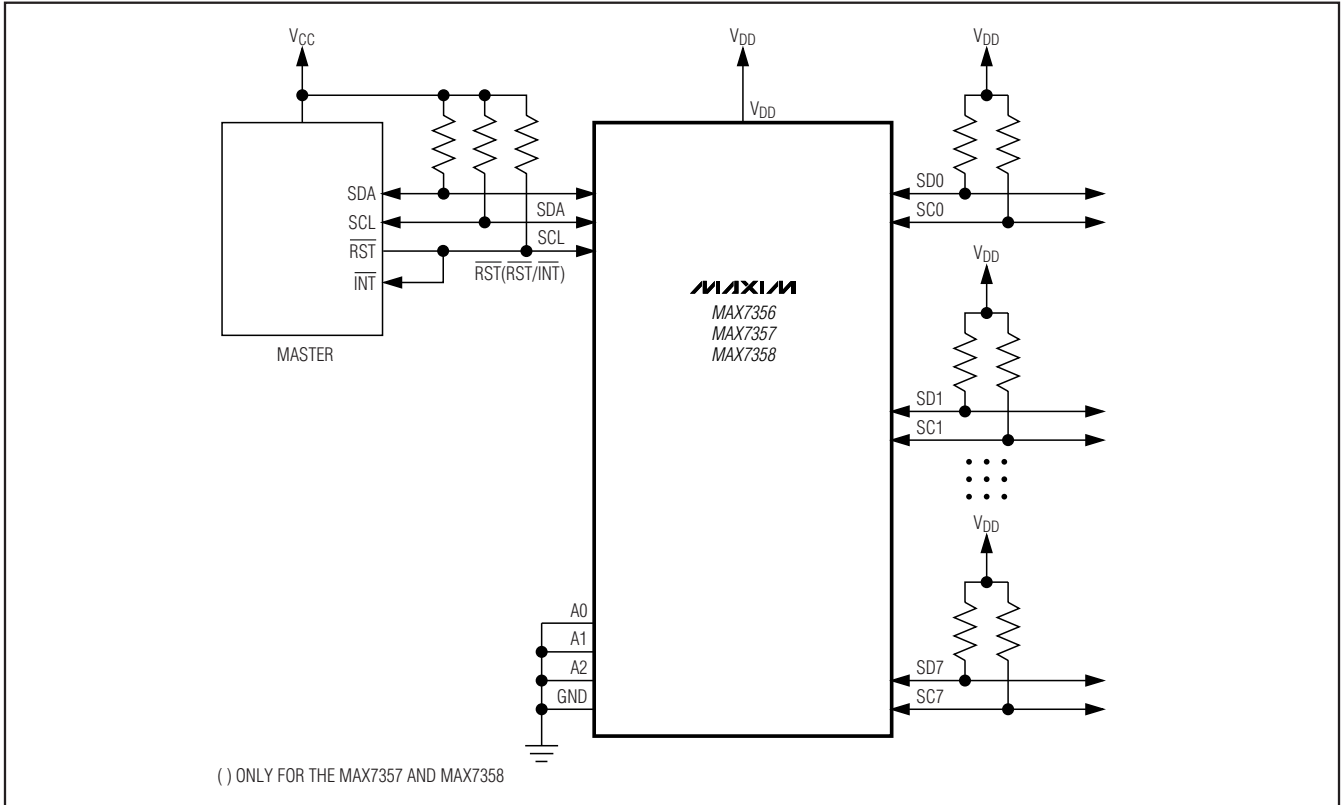 VCC
VDD
VDD
VDD
SDA
SCL
RST
INT
MASTER
SDA
SCL
RST(RST/INT)
MAXIM
MAX7356
MAX7357
MAX7358
SD0
SC0
VDD
SD1
SC1
VDD
SD7
SC7
A0
A1
A2
GND
( ) ONLY FOR THE MAX7357 AND MAX7358